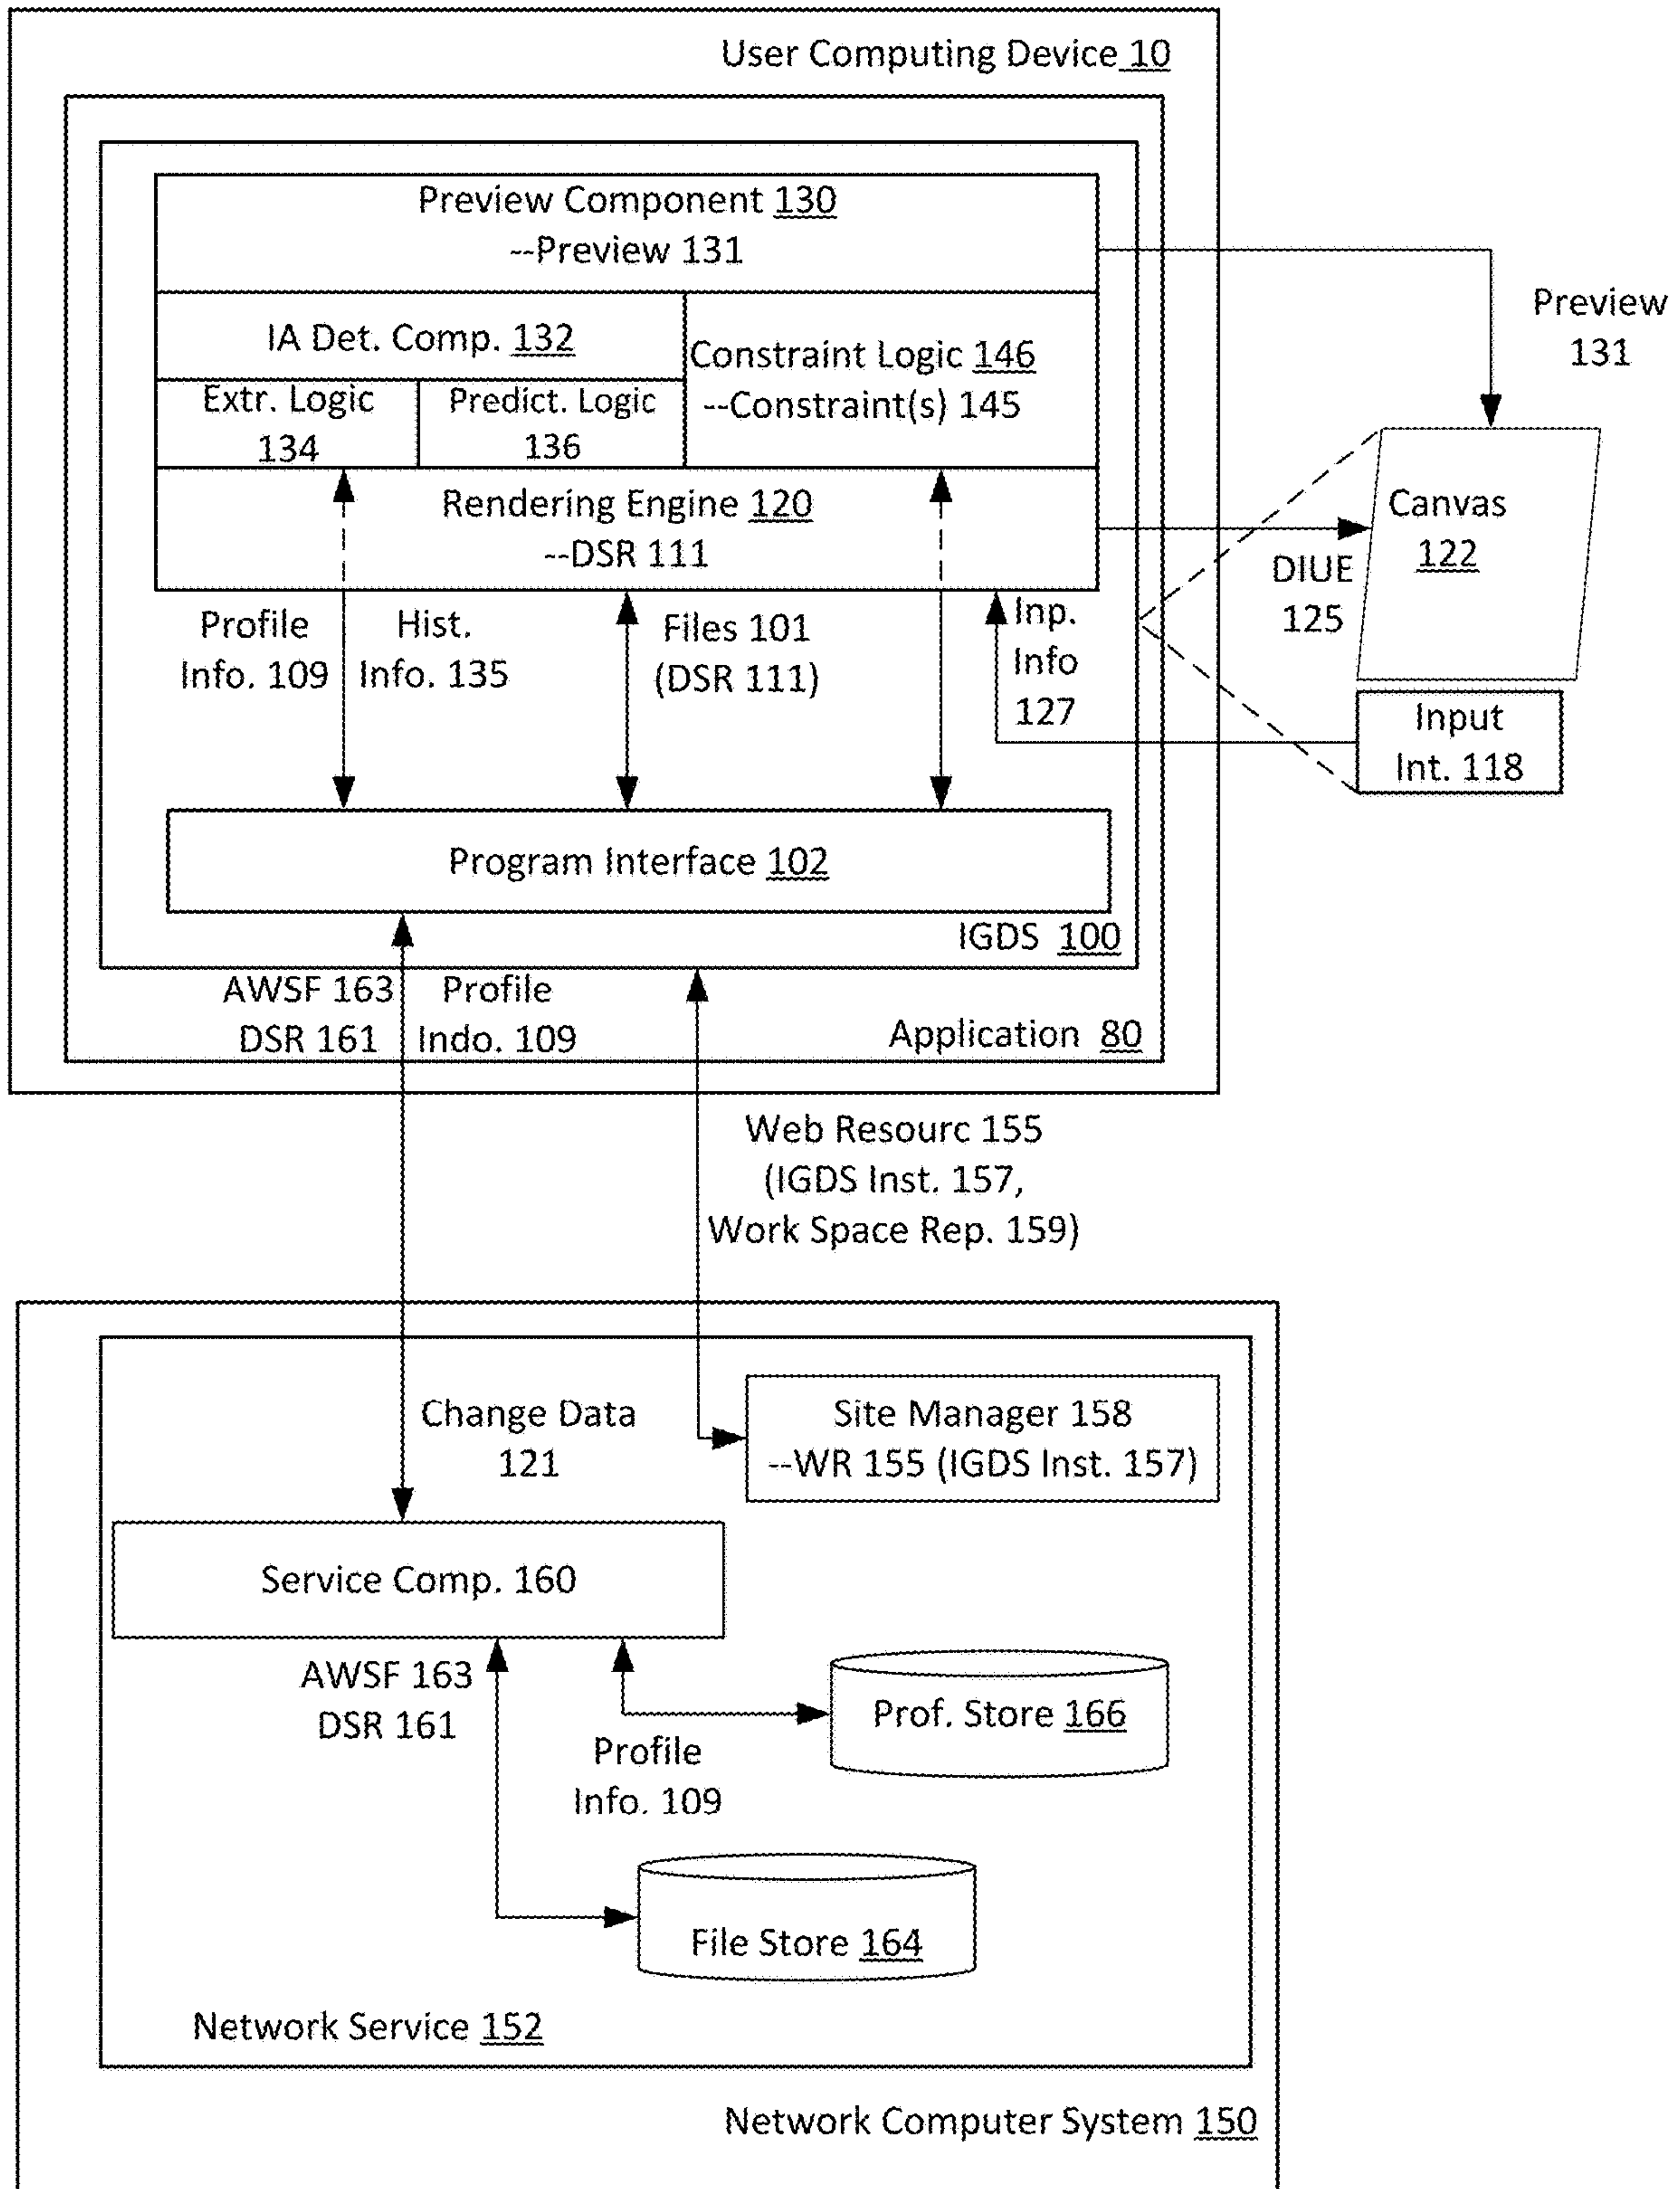 User Computing Device 10
Preview Component 130
--Preview 131
IA Det. Comp. 132
Extr. Logic
134
Predict. Logic
136
Constraint Logic 146
--Constraint(s) 145
Rendering Engine 120
--DSR 111
Preview
131
Canvas
122
DIUE
125
Profile
Info. 109
Hist.
Info. 135
Files 101
(DSR 111)
Inp.
Info
127
Input
Int. 118
Program Interface 102
IGDS 100
AWSF 163
DSR 161
Profile
Indo. 109
Application 80
Web Resourc 155
(IGDS Inst. 157,
Work Space Rep. 159)
Change Data
121
Site Manager 158
--WR 155 (IGDS Inst. 157)
Service Comp. 160
AWSF 163
DSR 161
Profile
Info. 109
Prof. Store 166
File Store 164
Network Service 152
Network Computer System 150